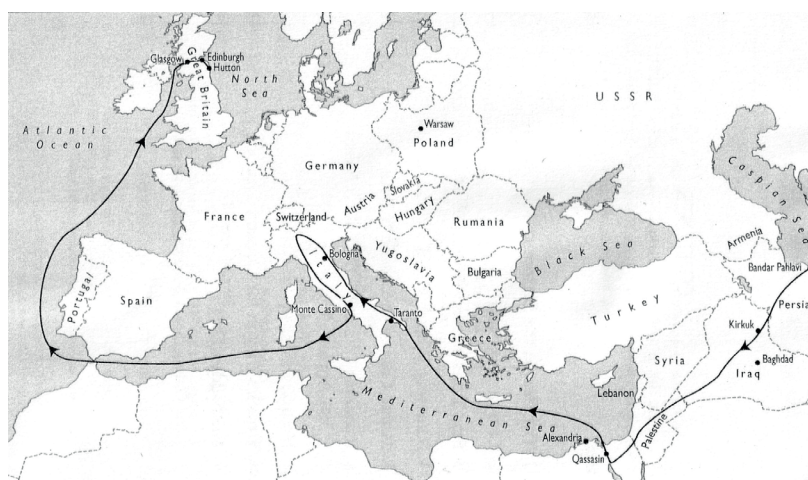 Glasgow
Edinburgh
Hutton
Great Britain
North
Sea
Atlantic
Ocean
USSR
Warsaw
Poland
Germany
Caspian Sea
Slovakia
Austria
Hungary
France
Switzerland
Rumania
Armenia
Black Sea
Bologna
Italy
Yugoslavia
Bulgaria
Bandar Pahlavi
Portugal
Spain
Monte Cassino
Taranto
Turkey
Persia
Greece
Kirkuk
Syria
Baghdad
Iraq
Lebanon
Mediterranean Sea
Palestine
Alexandria
Qassasin